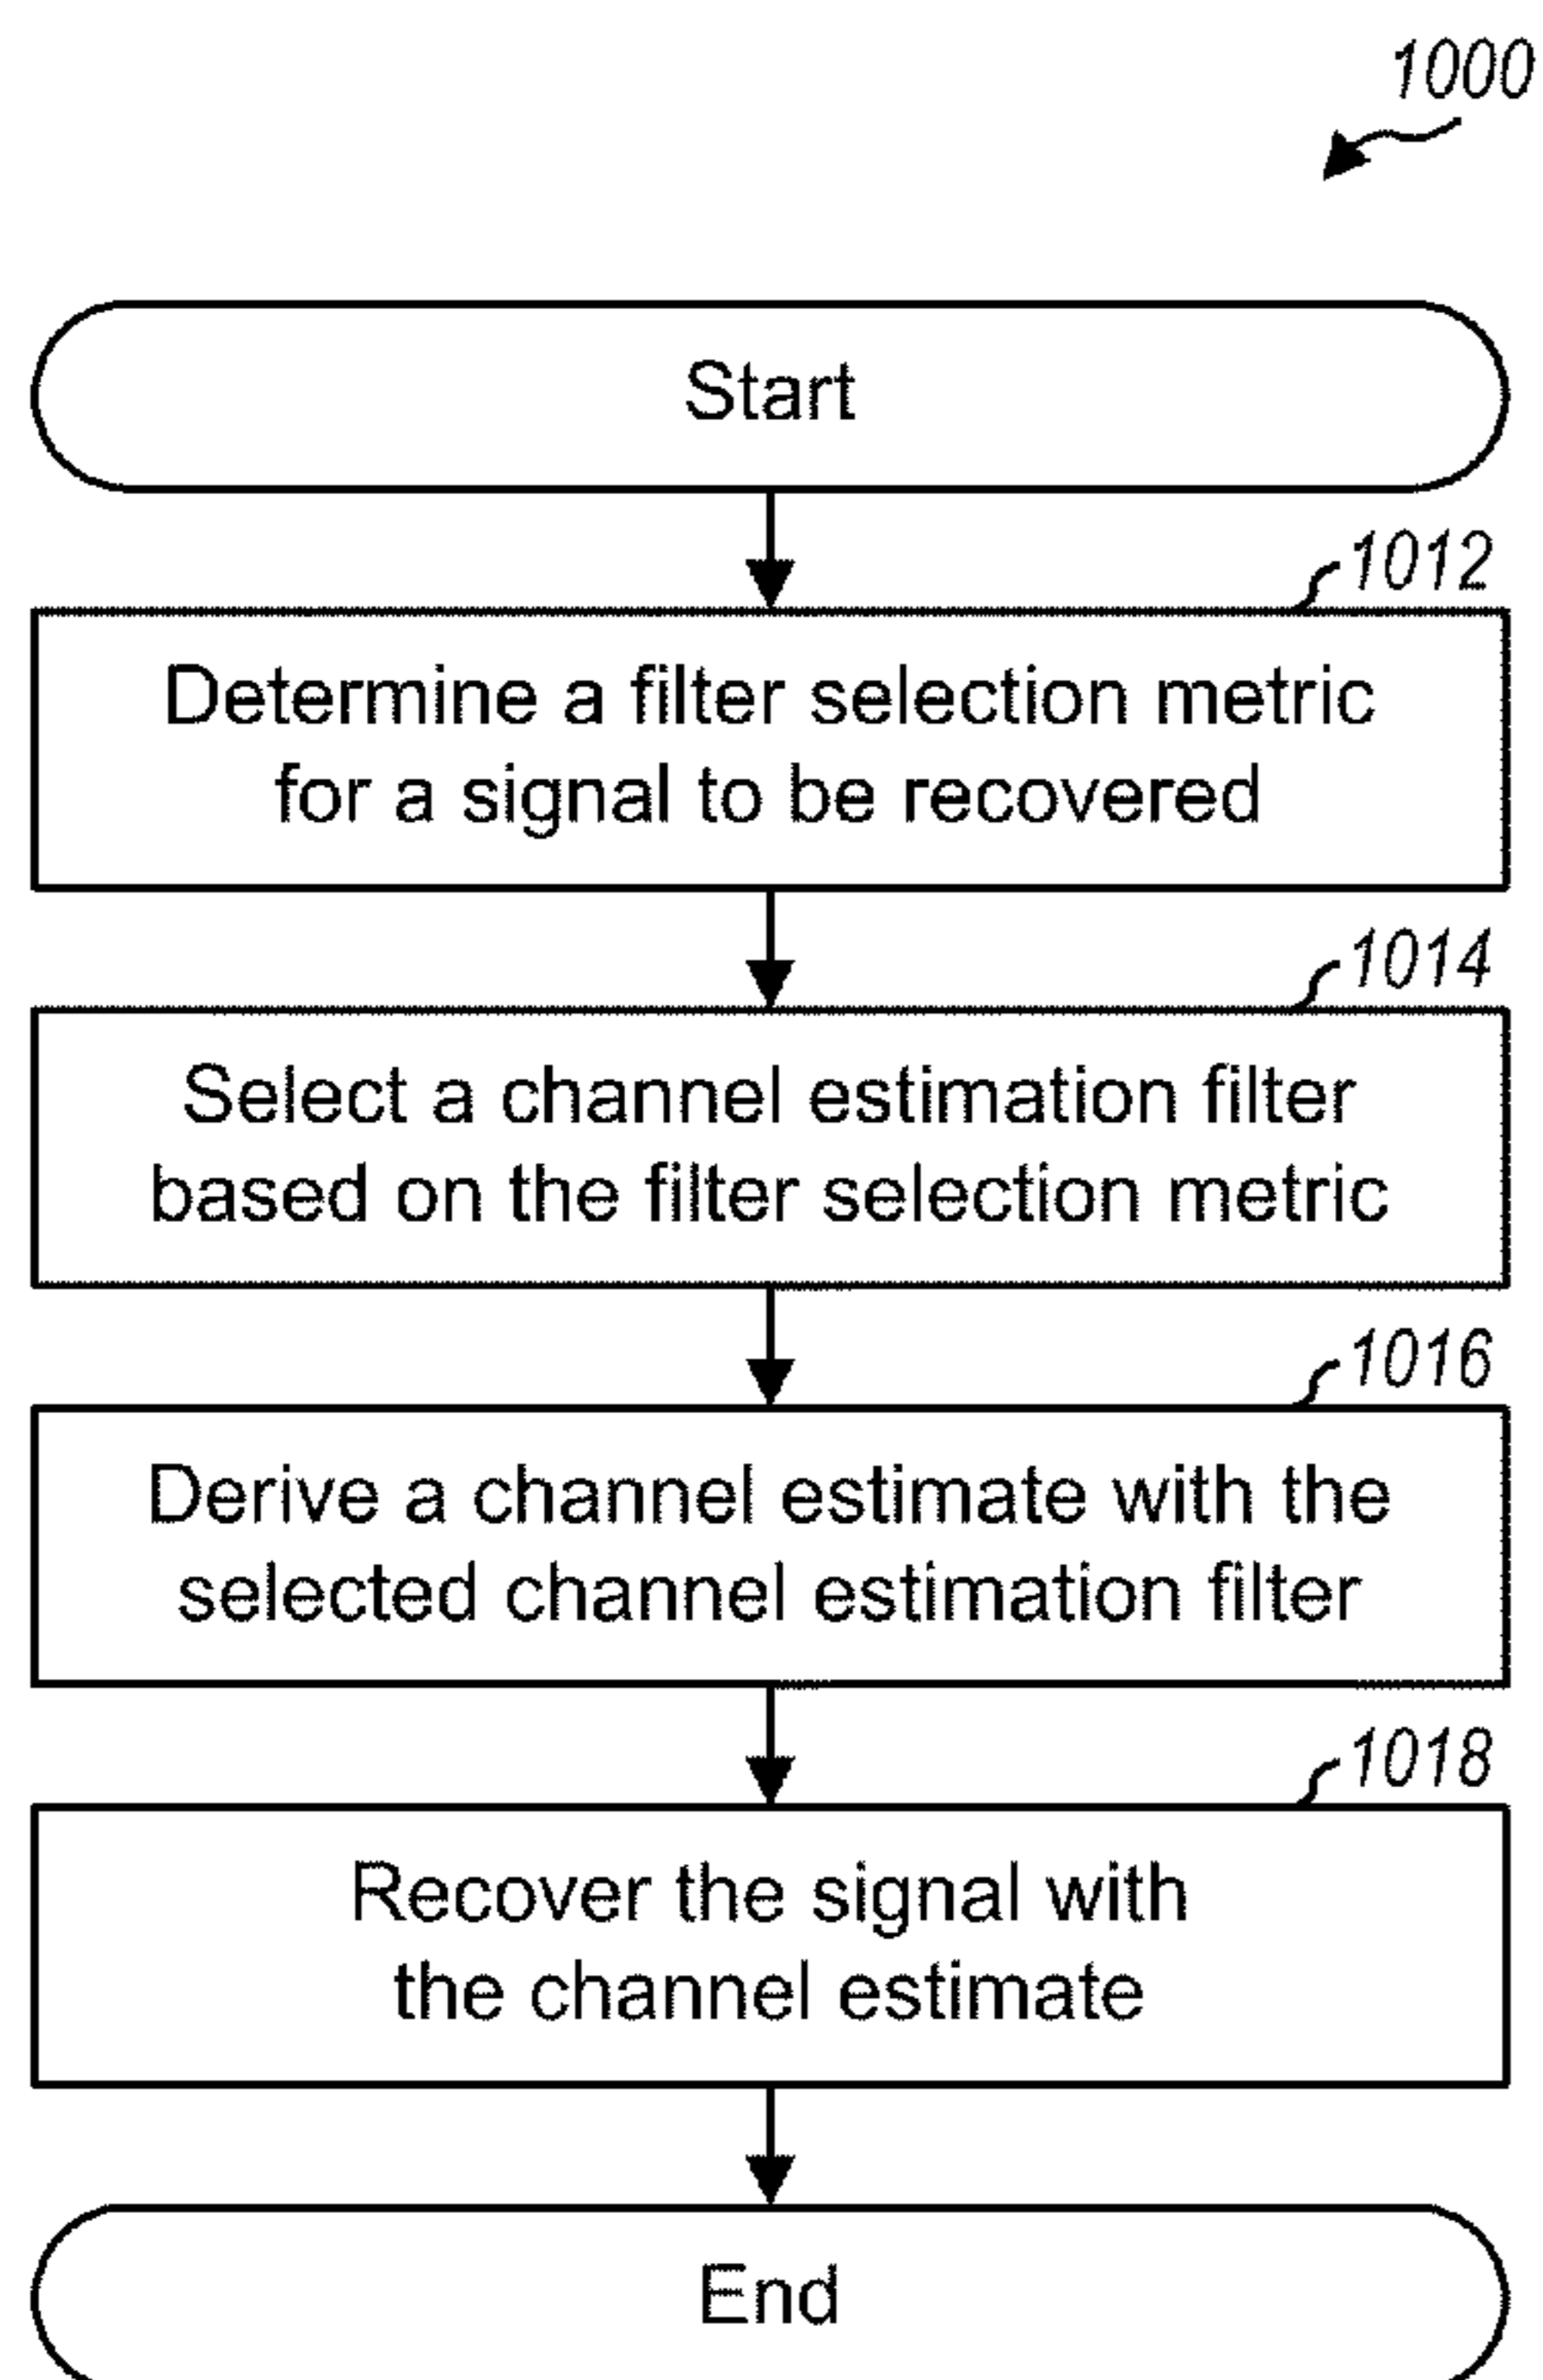 1000
Start
1012
Determine a filter selection metric
for a signal to be recovered
1014
Select a channel estimation filter
based on the filter selection metric
1016
Derive a channel estimate with the
selected channel estimation filter
1018
Recover the signal with
the channel estimate
End